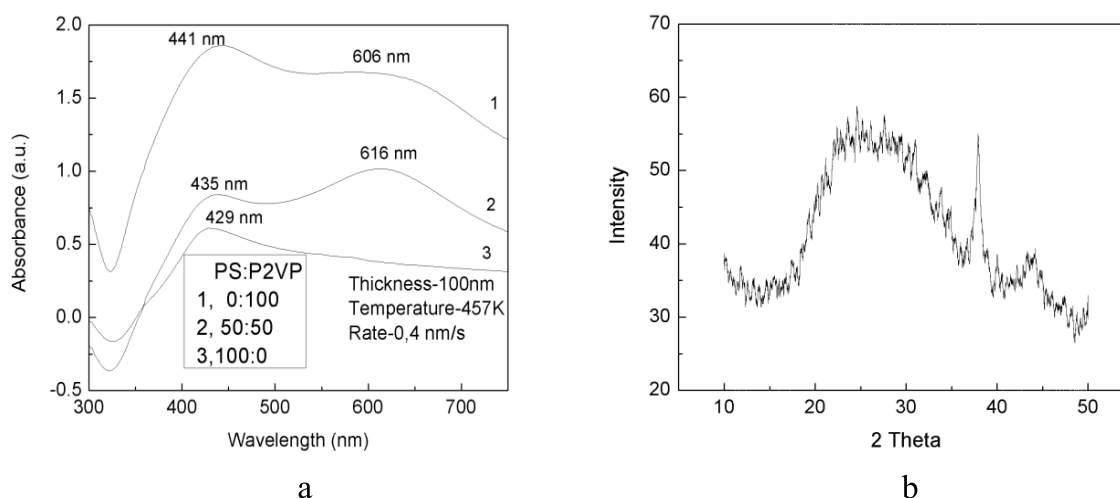 2.0
1.5
1.0
0.5
0.0
-0.5
Absorbance (a.u.)
441 nm
606 nm
1
616 nm
435 nm
2
429 nm
3
PS:P2VP
1, 0:100
2, 50:50
3,100:0
Thickness-100nm
Temperature-457K
Rate-0,4 nm/s
300 400 500 600 700
Wavelength (nm)
a
70
60
50
40
30
20
Intensity
10 20 30 40 50
2 Theta
b